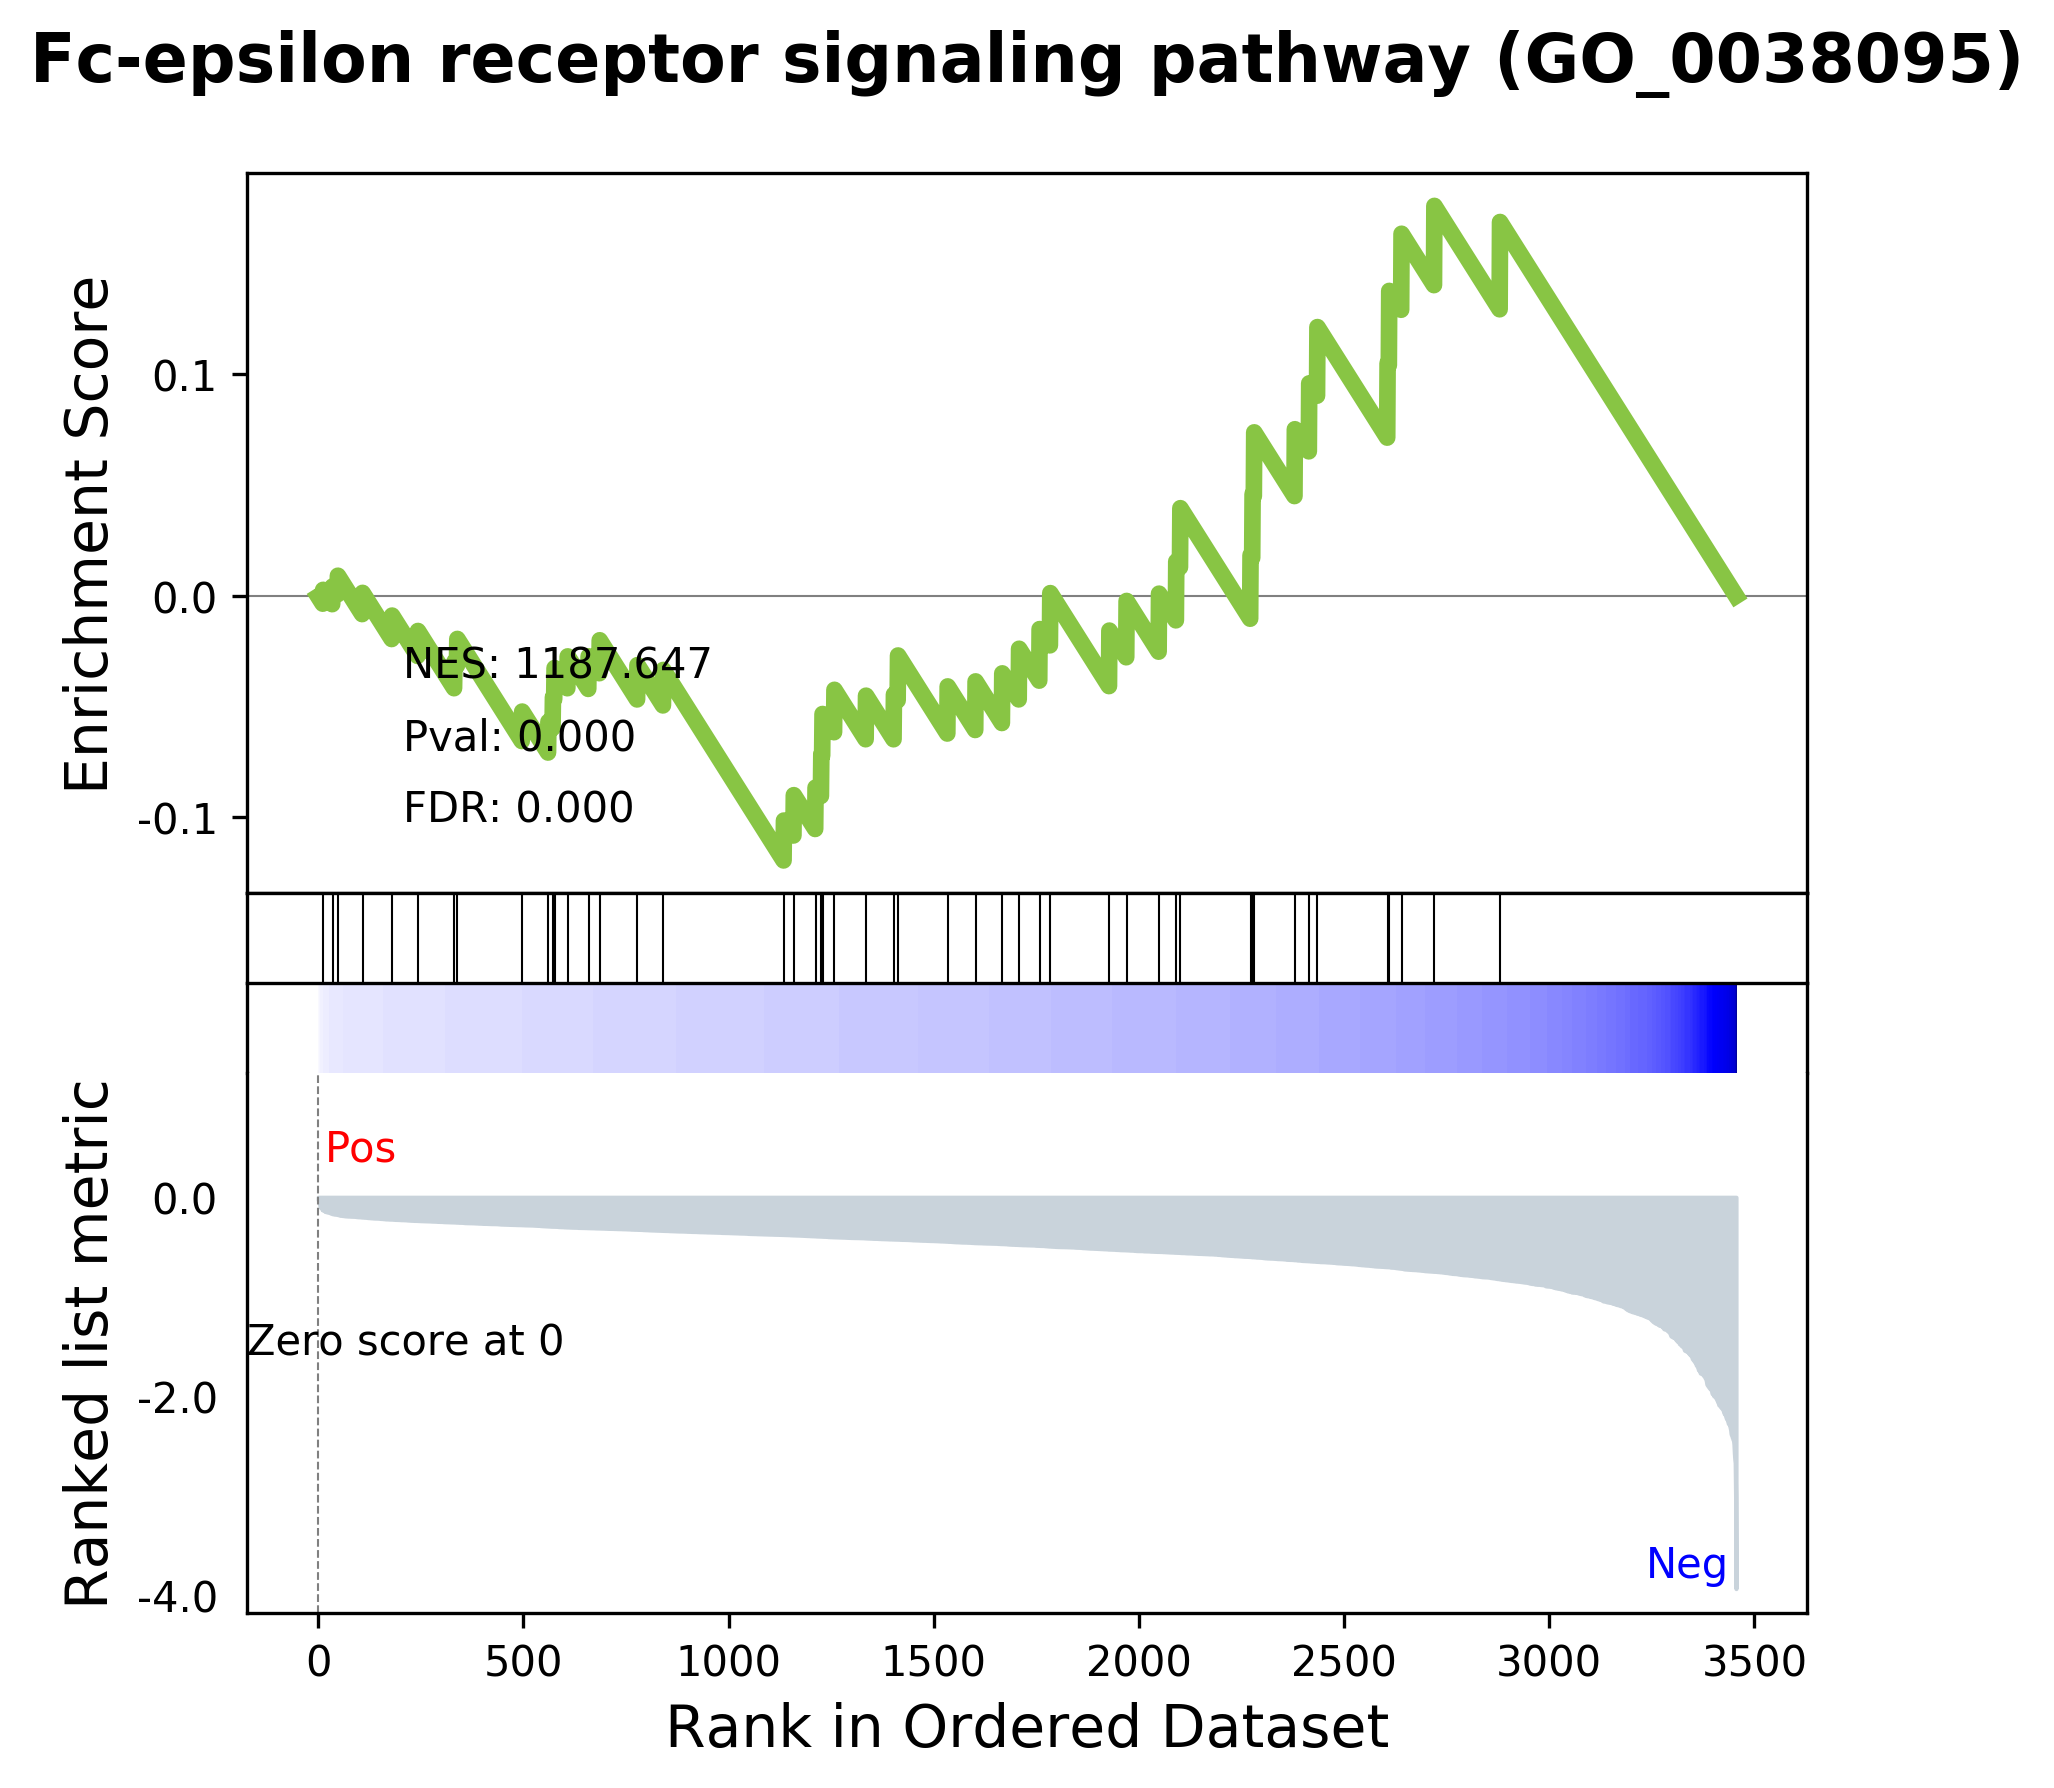 Fc-epsilon receptor signaling pathway (GO_0038095)
Enrichment Score
0.1
0.0
-0.1
NES: 1187.647
Pval: 0.000
FDR: 0.000
Ranked list metric
Pos
0.0
Zero score at 0
-2.0
Neg
-4.0
0 500 1000 1500 2000 2500 3000 3500
Rank in Ordered Dataset